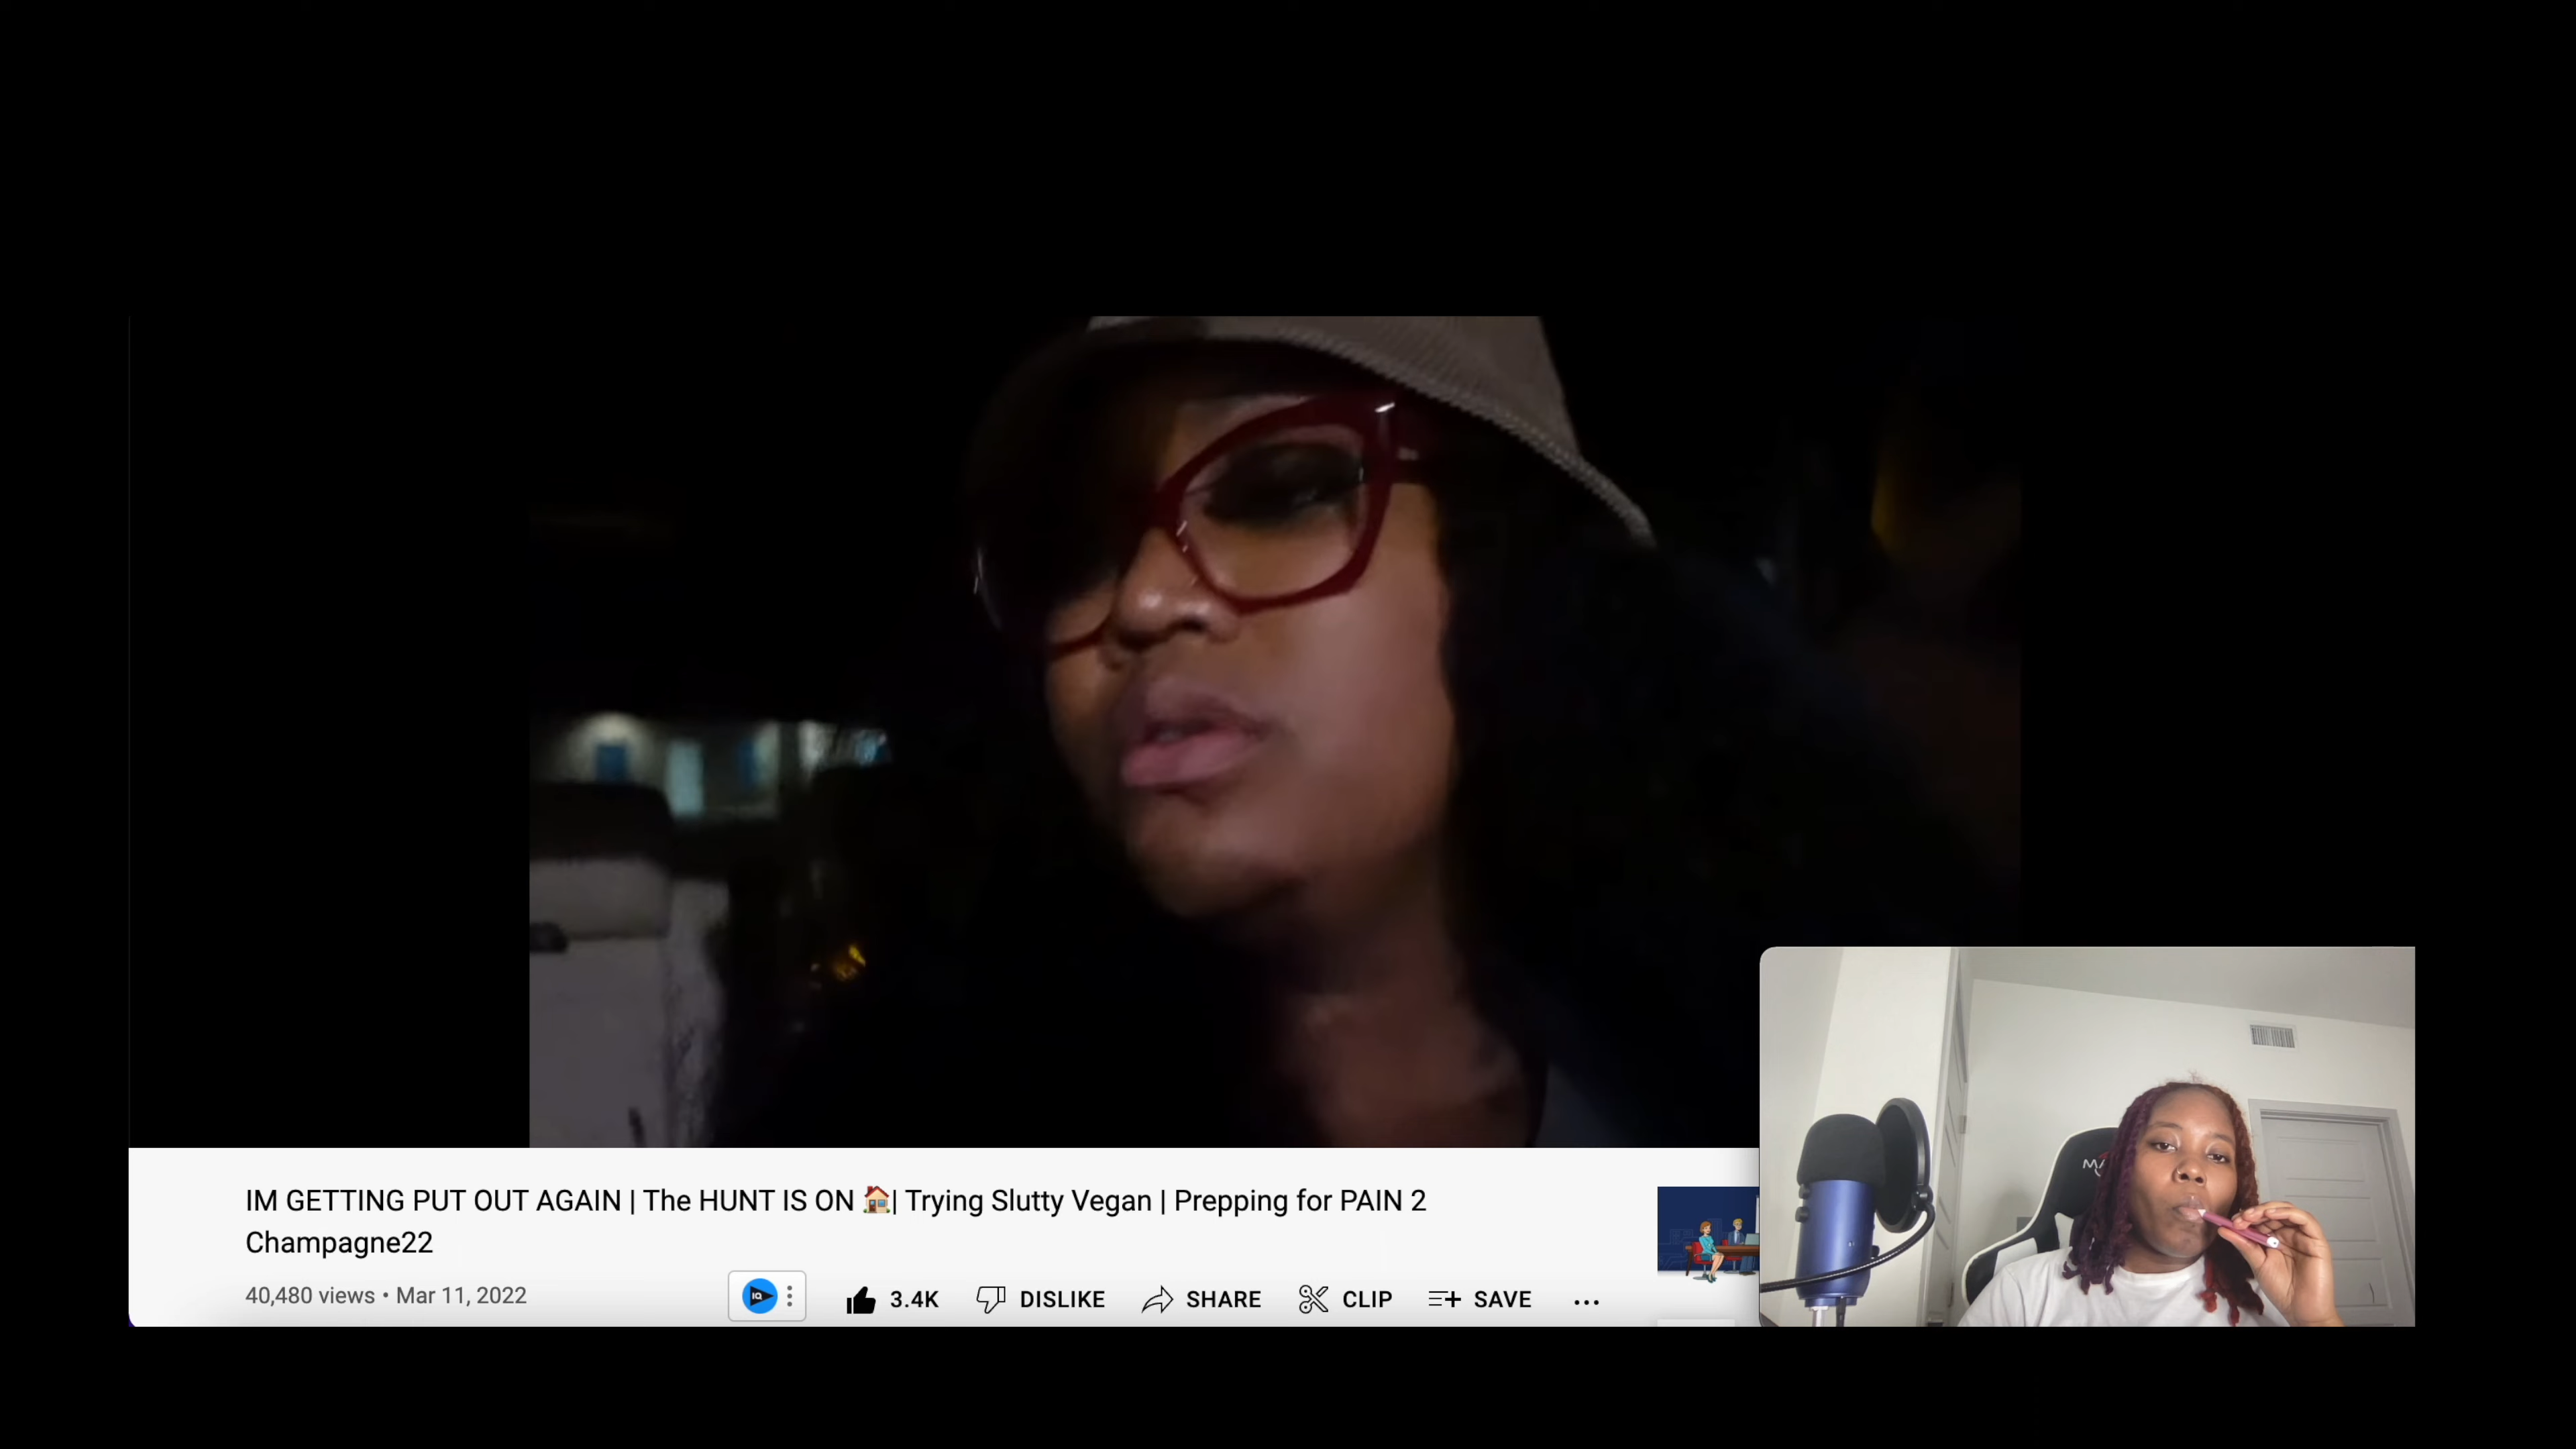 IM GETTING PUT OUT AGAIN | The HUNT IS ON 🏠| Trying Slutty Vegan | Prepping for PAIN 2
Champagne22
40,480 views • Mar 11, 2022
IQ
3.4K
DISLIKE
SHARE
CLIP
SAVE